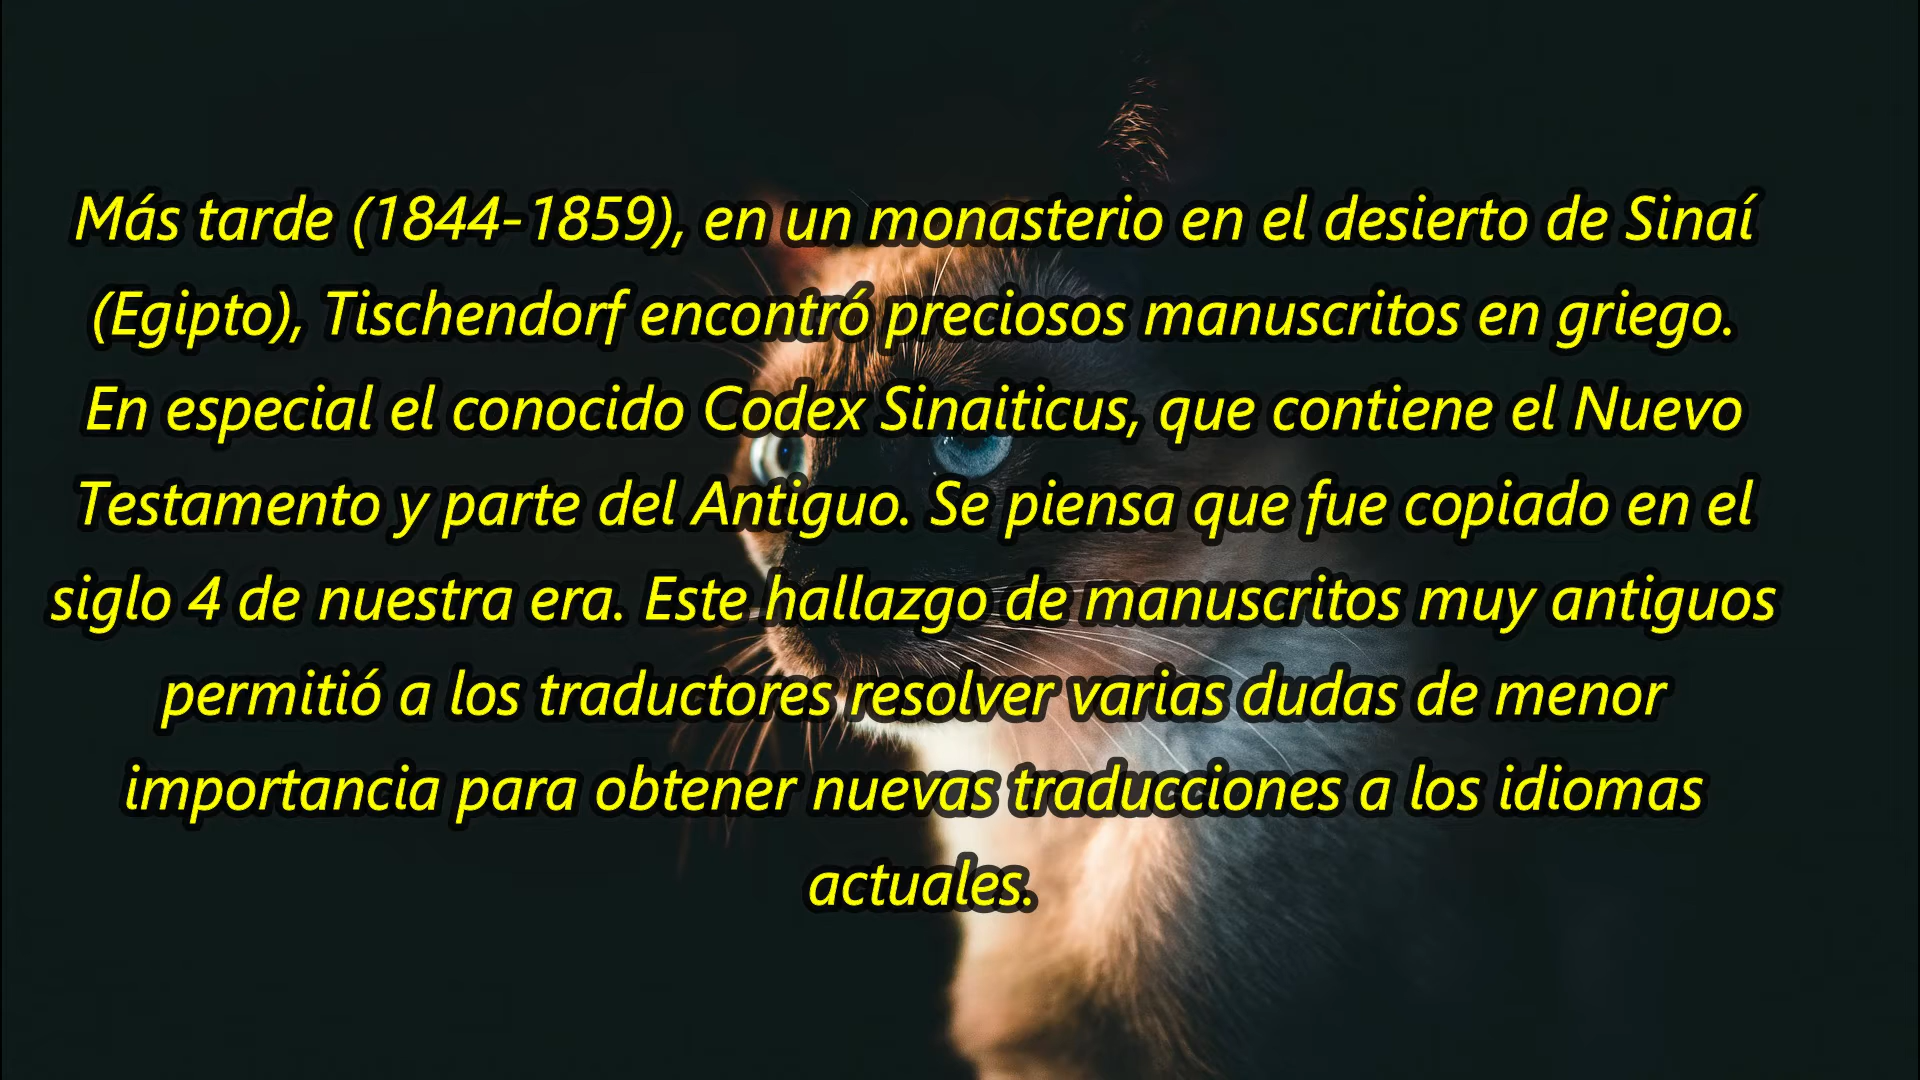 Más tarde (1844-1859), en un monasterio en el desierto de Sinaí
(Egipto), Tischendorf encontró preciosos manuscritos en griego.
En especial el conocido Codex Sinaiticus, que contiene el Nuevo
Testamento y parte del Antiguo. Se piensa que fue copiado en el
siglo 4 de nuestra era. Este hallazgo de manuscritos muy antiguos
permitió a los traductores resolver varias dudas de menor
importancia para obtener nuevas traducciones a los idiomas
actuales.